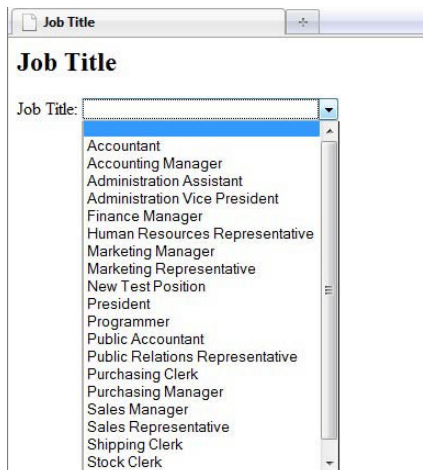 Job Title
Job Title
Job Title:
Accountant
Accounting Manager
Administration Assistant
Administration Vice President
Finance Manager
Human Resources Representative
Marketing Manager
Marketing Representative
New Test Position
President
Programmer
Public Accountant
Public Relations Representative
Purchasing Clerk
Purchasing Manager
Sales Manager
Sales Representative
Shipping Clerk
Stock Clerk